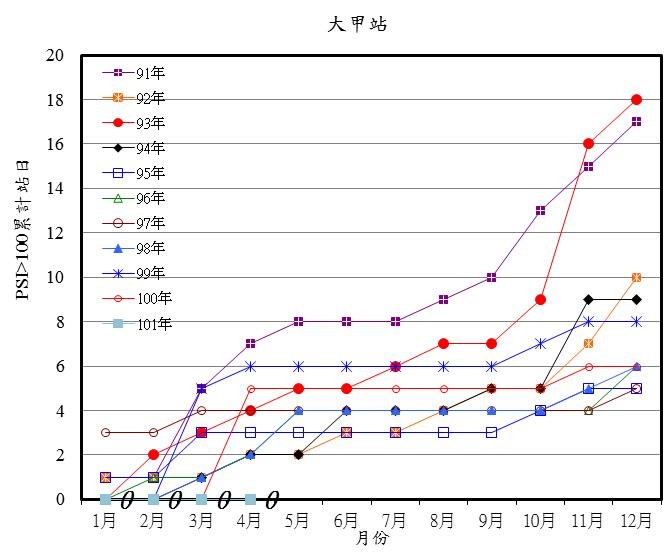 大甲站
PSI>100累計站日
20
18
16
14
12
10
8
6
4
2
0
91年
92年
93年
94年
95年
96年
97年
98年
99年
100年
101年
0 0 0 0
1月 2月 3月 4月 5月 6月 7月 8月 9月 10月 11月 12月
月份